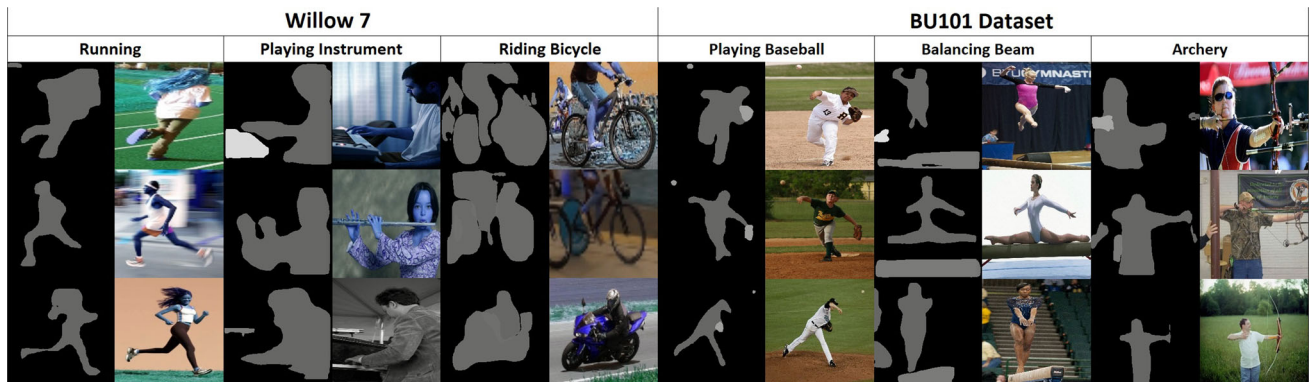 Willow 7 BU101 Dataset
Running Playing Instrument Riding Bicycle Playing Baseball Balancing Beam Archery